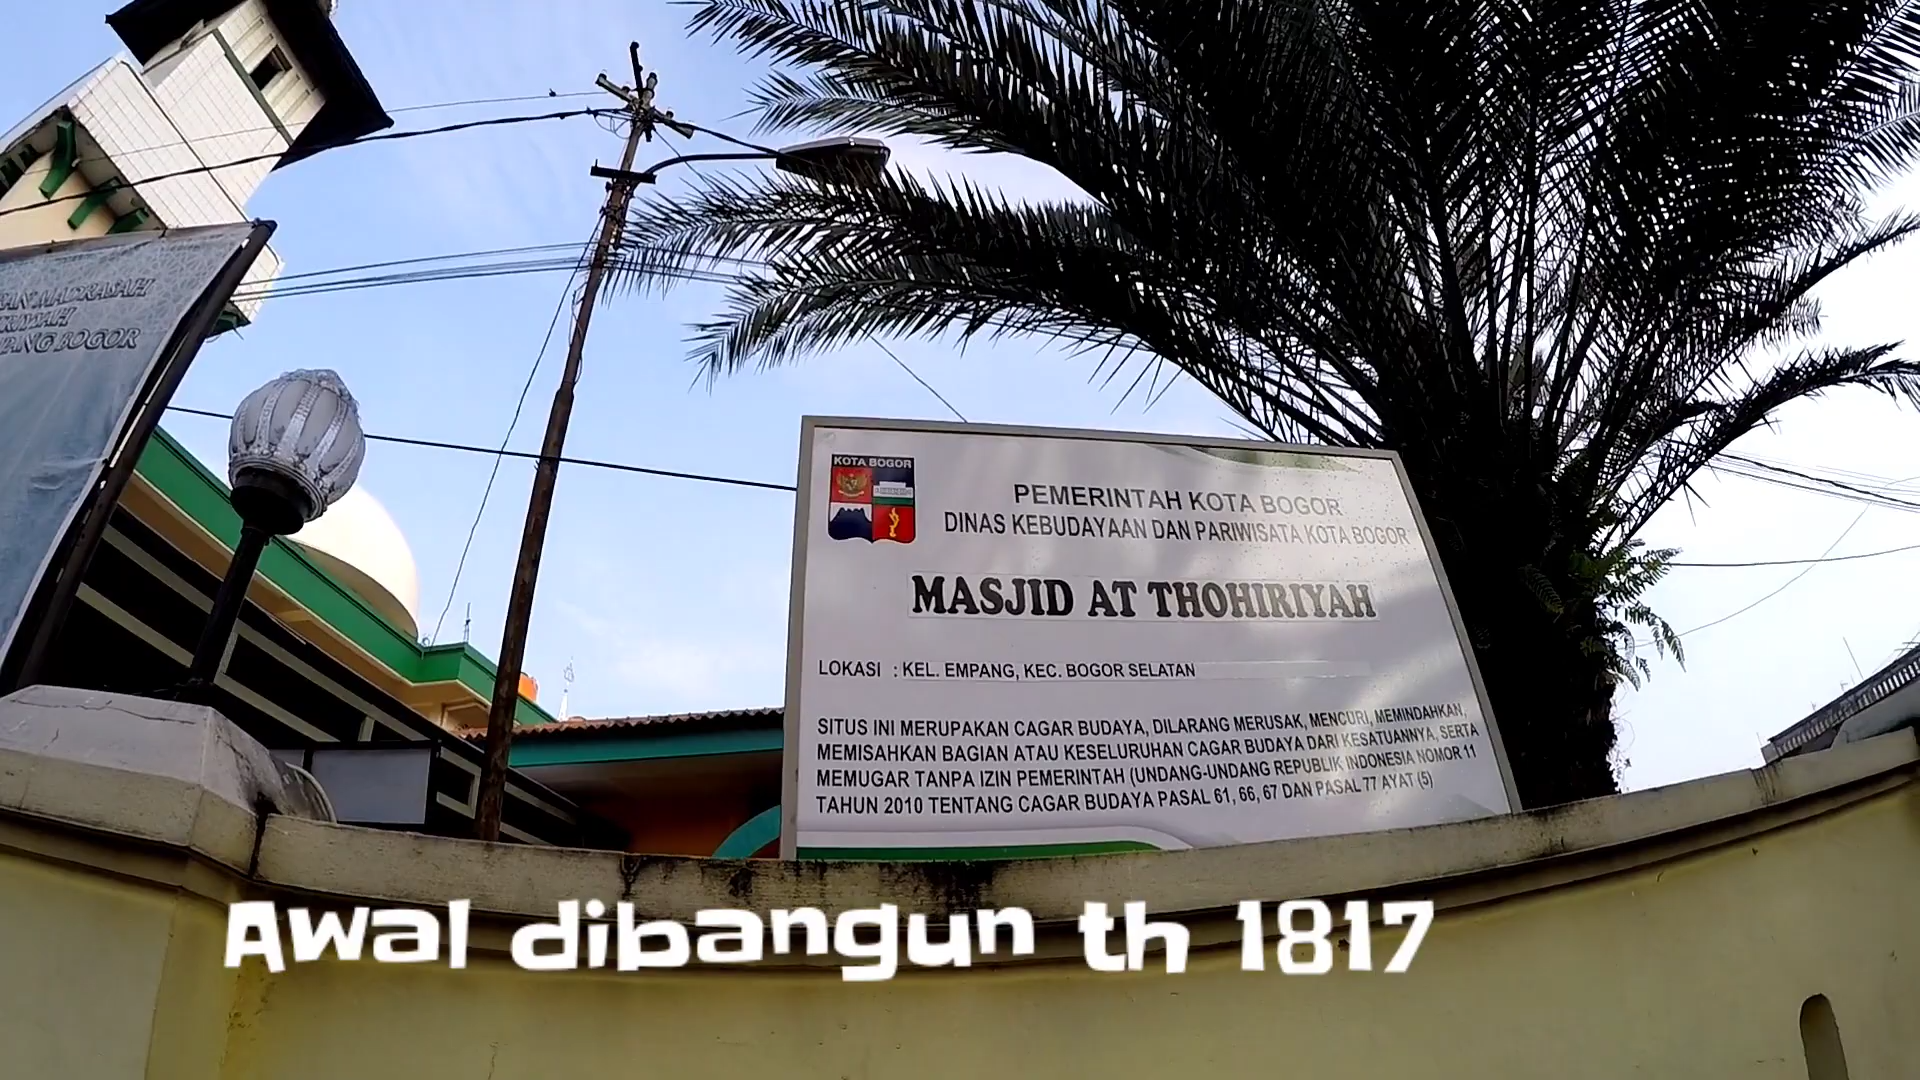 MADRASAH
BOGOR
KOTA BOGOR
PEMERINTAH KOTA BOGOR
DINAS KEBUDAYAAN DAN PARIWISATA KOTA BOGOR
MASJID AT THOHIRIYAH
LOKASI : KEL. EMPANG, KEC. BOGOR SELATAN
SITUS INI MERUPAKAN CAGAR BUDAYA, DILARANG MERUSAK, MENCURI, MEMINDAHKAN,
MEMISAHKAN BAGIAN ATAU KESELURUHAN CAGAR BUDAYA DARI KESATUANNYA, SERTA
MEMUGAR TANPA IZIN PEMERINTAH (UNDANG-UNDANG REPUBLIK INDONESIA NOMOR 11
TAHUN 2010 TENTANG CAGAR BUDAYA PASAL 61, 66, 67 DAN PASAL 77 AYAT (5)
Awal dibangun th 1817